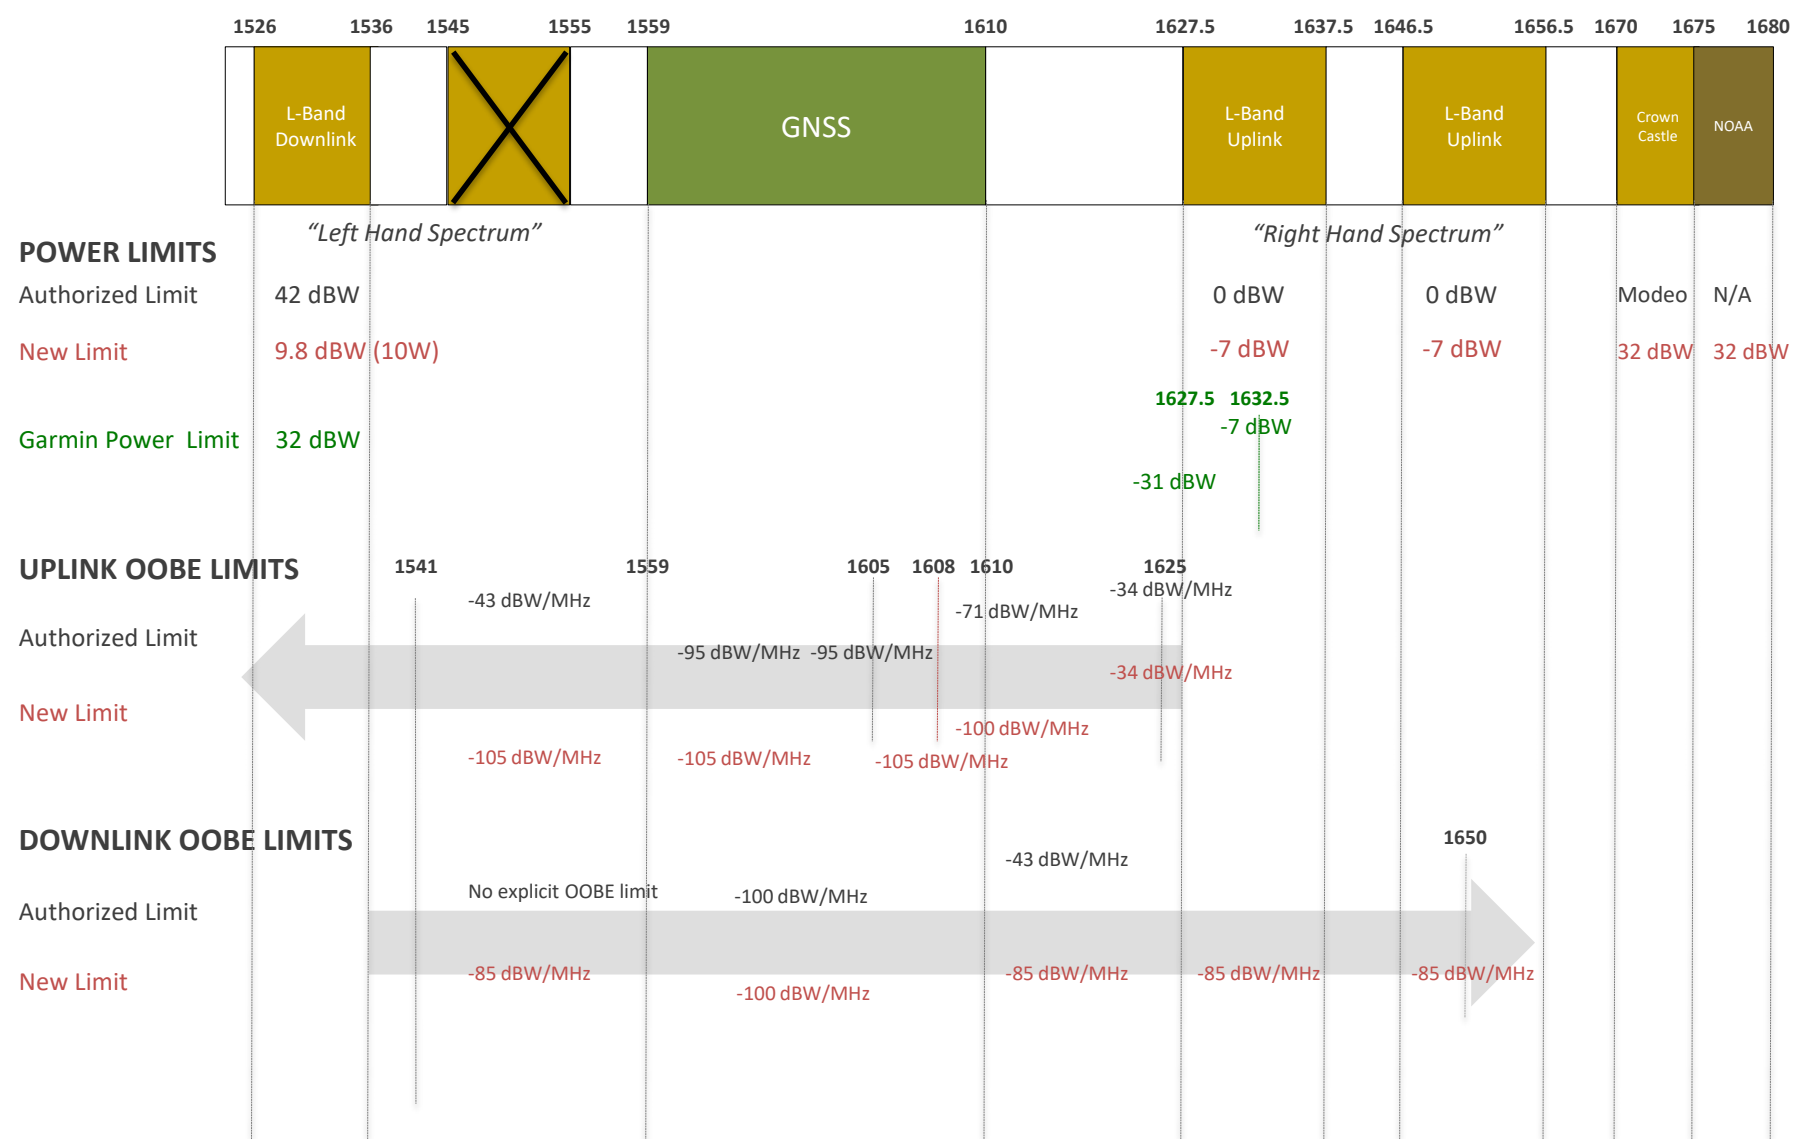 1526 1536 1545 1555 1559 1610 1627.5 1637.5 1646.5 1656.5 1670 1675 1680
L-Band
Downlink
GNSS
L-Band
Uplink
L-Band
Uplink
Crown
Castle
NOAA
“Left Hand Spectrum” “Right Hand Spectrum”
POWER LIMITS
Authorized Limit 42 dBW 0 dBW 0 dBW Modeo N/A
New Limit 9.8 dBW (10W) -7 dBW -7 dBW 32 dBW 32 dBW
1627.5 1632.5
-7 dBW
Garmin Power Limit 32 dBW
-31 dBW
UPLINK OOBE LIMITS 1541 1559 1605 1608 1610 1625
-34 dBW/MHz
-43 dBW/MHz -71 dBW/MHz
Authorized Limit
-95 dBW/MHz -95 dBW/MHz
-34 dBW/MHz
New Limit
-100 dBW/MHz
-105 dBW/MHz -105 dBW/MHz -105 dBW/MHz
DOWNLINK OOBE LIMITS 1650
-43 dBW/MHz
No explicit OOBE limit -100 dBW/MHz
Authorized Limit
-85 dBW/MHz -85 dBW/MHz -85 dBW/MHz -85 dBW/MHz
New Limit
-100 dBW/MHz